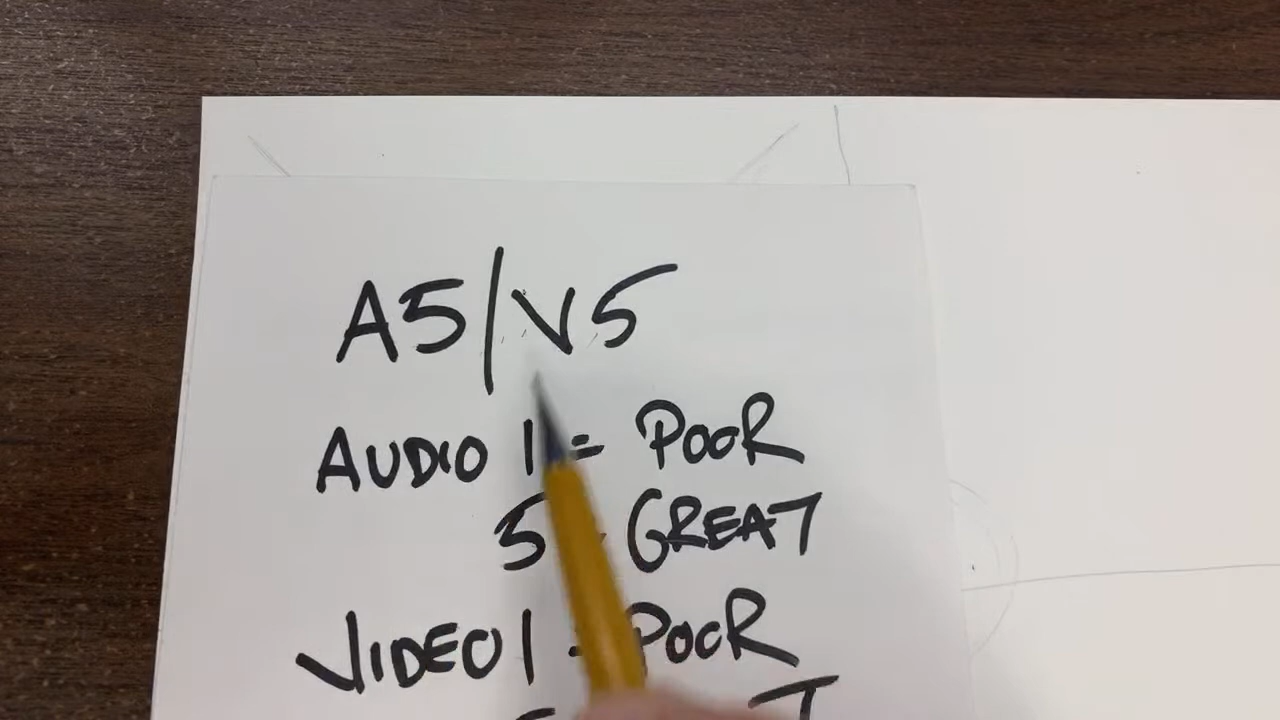 A5/V5
AUDIO 1 = POOR
5 = GREAT
VIDEO 1 = POOR